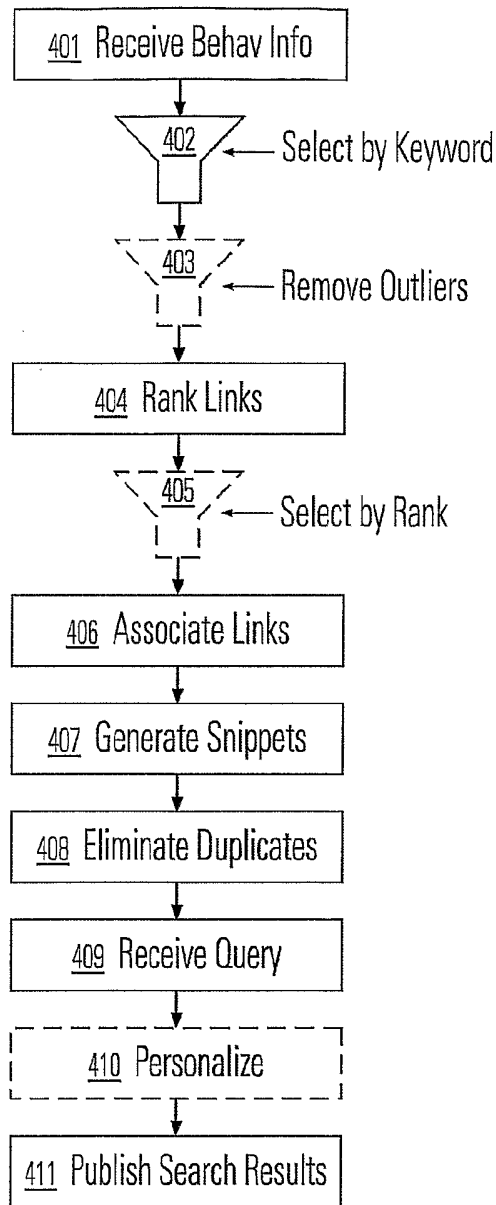 401 Receive Behav Info
402
Select by Keyword
403
Remove Outliers
404 Rank Links
405
Select by Rank
406 Associate Links
407 Generate Snippets
408 Eliminate Duplicates
409 Receive Query
410 Personalize
411 Publish Search Results